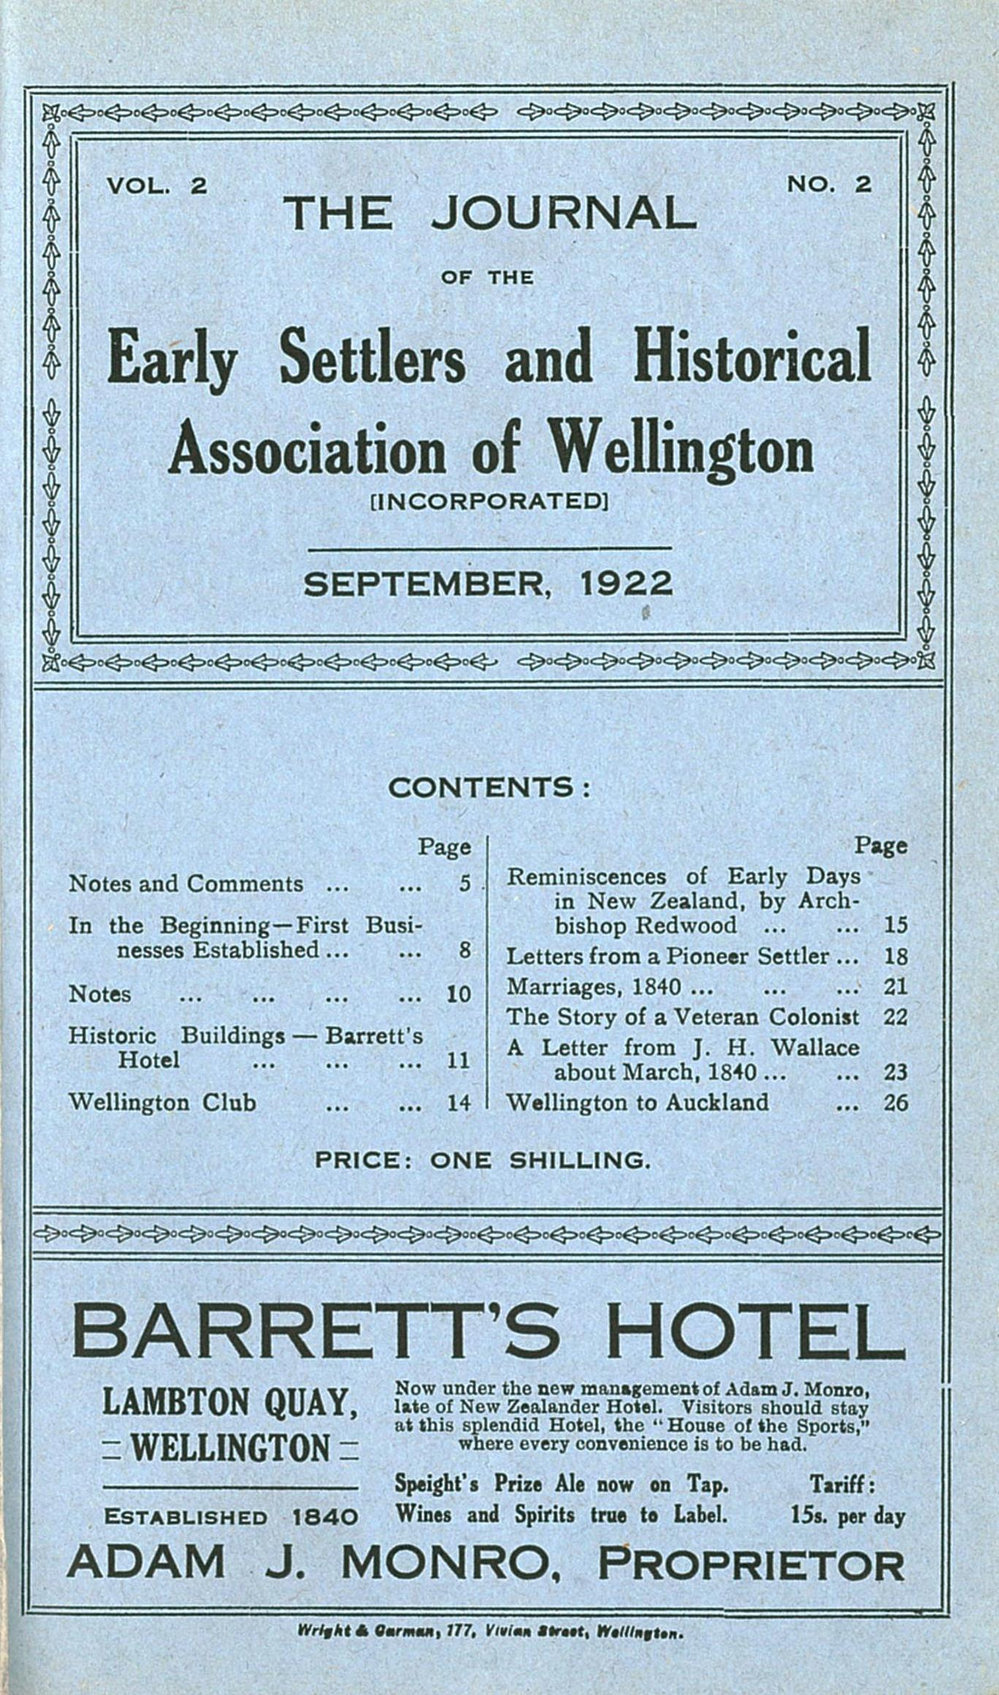 VOL. 2
NO. 2
THE JOURNAL
OF THE
Early Settlers and Historical
Association of Wellington
[INCORPORATED]
SEPTEMBER, 1922
CONTENTS:
Page
Notes and Comments ... ... 5
In the Beginning—First Busi-
nesses Established ... ... 8
Notes ... ... ... ... 10
Historic Buildings — Barrett's
Hotel ... ... ... 11
Wellington Club ... ... 14
Page
Reminiscences of Early Days
in New Zealand, by Arch-
bishop Redwood ... ... 15
Letters from a Pioneer Settler ... 18
Marriages, 1840 ... ... ... 21
The Story of a Veteran Colonist 22
A Letter from J. H. Wallace
about March, 1840 ... ... 23
Wellington to Auckland ... 26
PRICE: ONE SHILLING.
BARRETT'S HOTEL
LAMBTON QUAY,
WELLINGTON
ESTABLISHED 1840
Now under the new management of Adam J. Monro,
late of New Zealander Hotel. Visitors should stay
at this splendid Hotel, the "House of the Sports,"
where every convenience is to be had.
Speight's Prize Ale now on Tap.
Wines and Spirits true to Label.
Tariff:
15s. per day
ADAM J. MONRO, PROPRIETOR
Wright & Carman, 177, Vivian Street, Wellington.